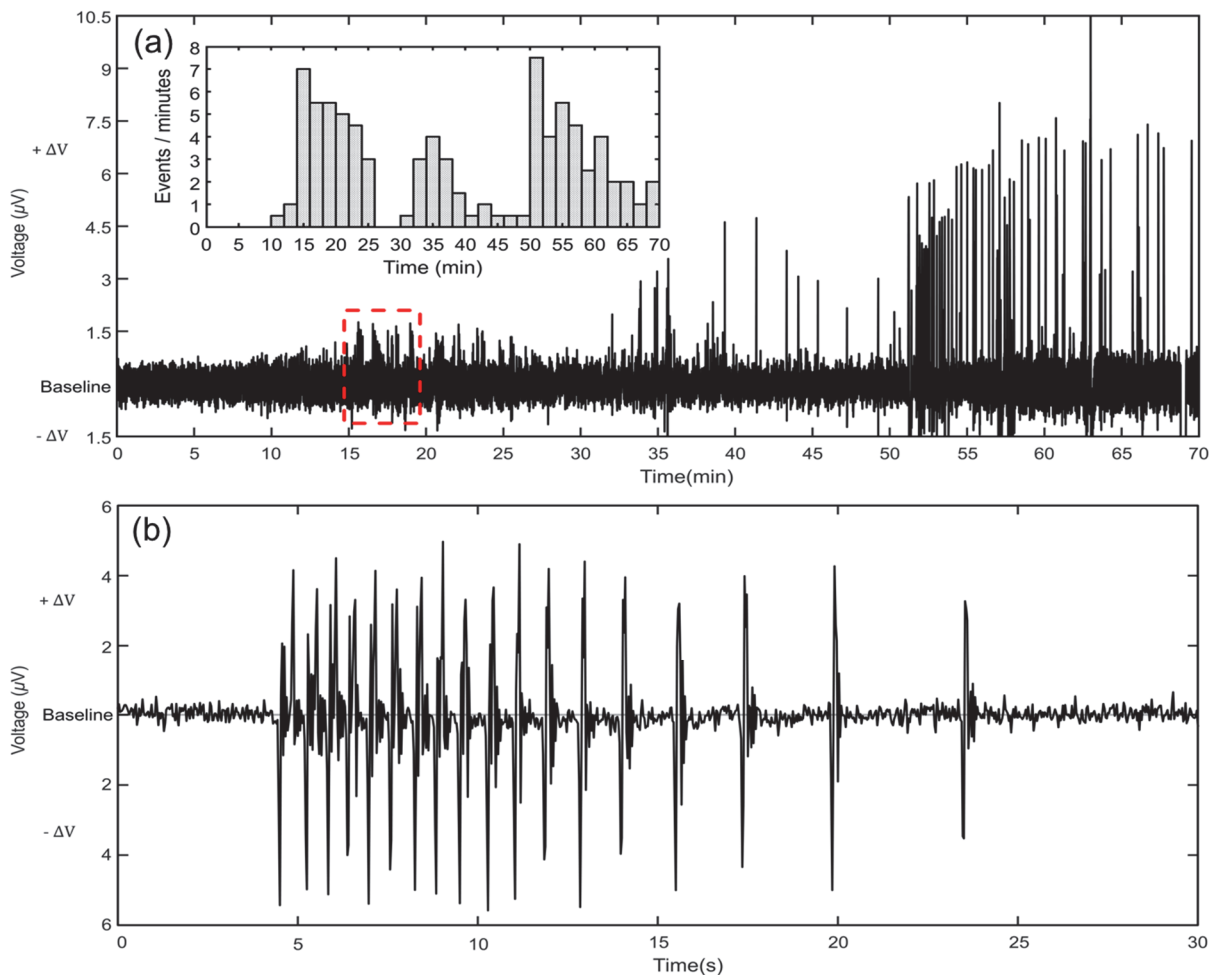 (a)
10.5
9
7.5
+ ΔV
6
4.5
3
1.5
Baseline
- ΔV
1.5
Voltage (µV)
0 5 10 15 20 25 30 35 40 45 50 55 60 65 70
Time(min)
Events / minutes
8
7
6
5
4
3
2
1
0
0 5 10 15 20 25 30 35 40 45 50 55 60 65 70
Time (min)
(b)
6
4
+ ΔV
2
Baseline
2
- ΔV
4
6
Voltage (µV)
0 5 10 15 20 25 30
Time(s)